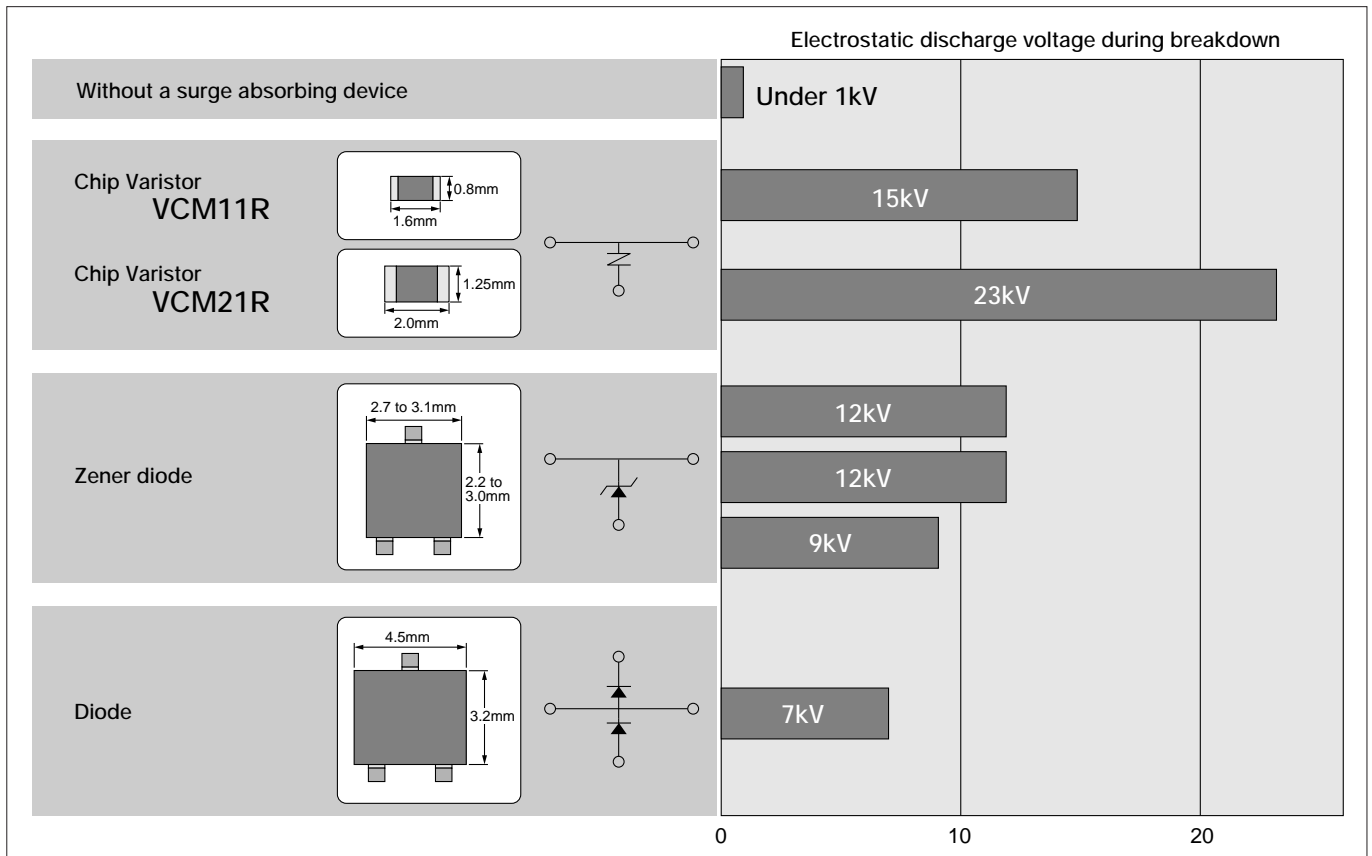 Electrostatic discharge voltage during breakdown
Without a surge absorbing device
Under 1kV
Chip Varistor
VCM11R
0.8mm
1.6mm
15kV
Chip Varistor
VCM21R
1.25mm
2.0mm
23kV
Zener diode
2.7 to 3.1mm
2.2 to
3.0mm
12kV
12kV
9kV
Diode
4.5mm
3.2mm
7kV
0
10
20